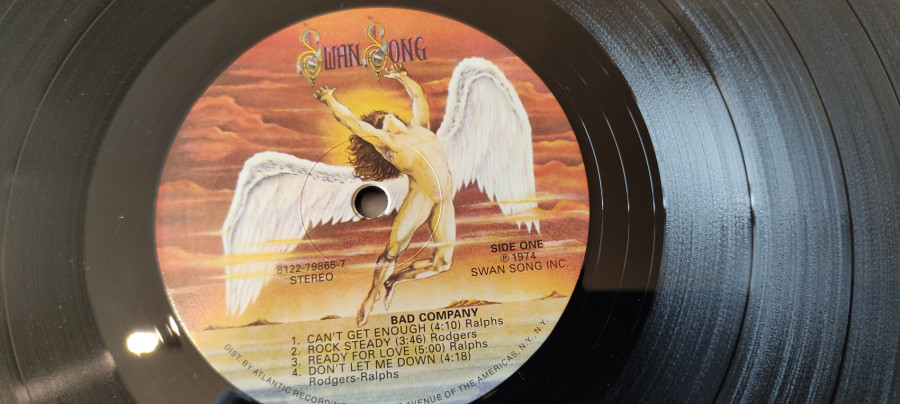 SWAN SONG
8122-79865-7
STEREO
SIDE ONE
℗ 1974
SWAN SONG INC.
BAD COMPANY
1. CAN'T GET ENOUGH (4:10) Ralphs
2. ROCK STEADY (3:46) Rodgers
3. READY FOR LOVE (5:00) Ralphs
4. DON'T LET ME DOWN (4:18)
Rodgers-Ralphs
DIST BY ATLANTIC RECORDING AVENUE OF THE AMERICAS, N.Y., N.Y.